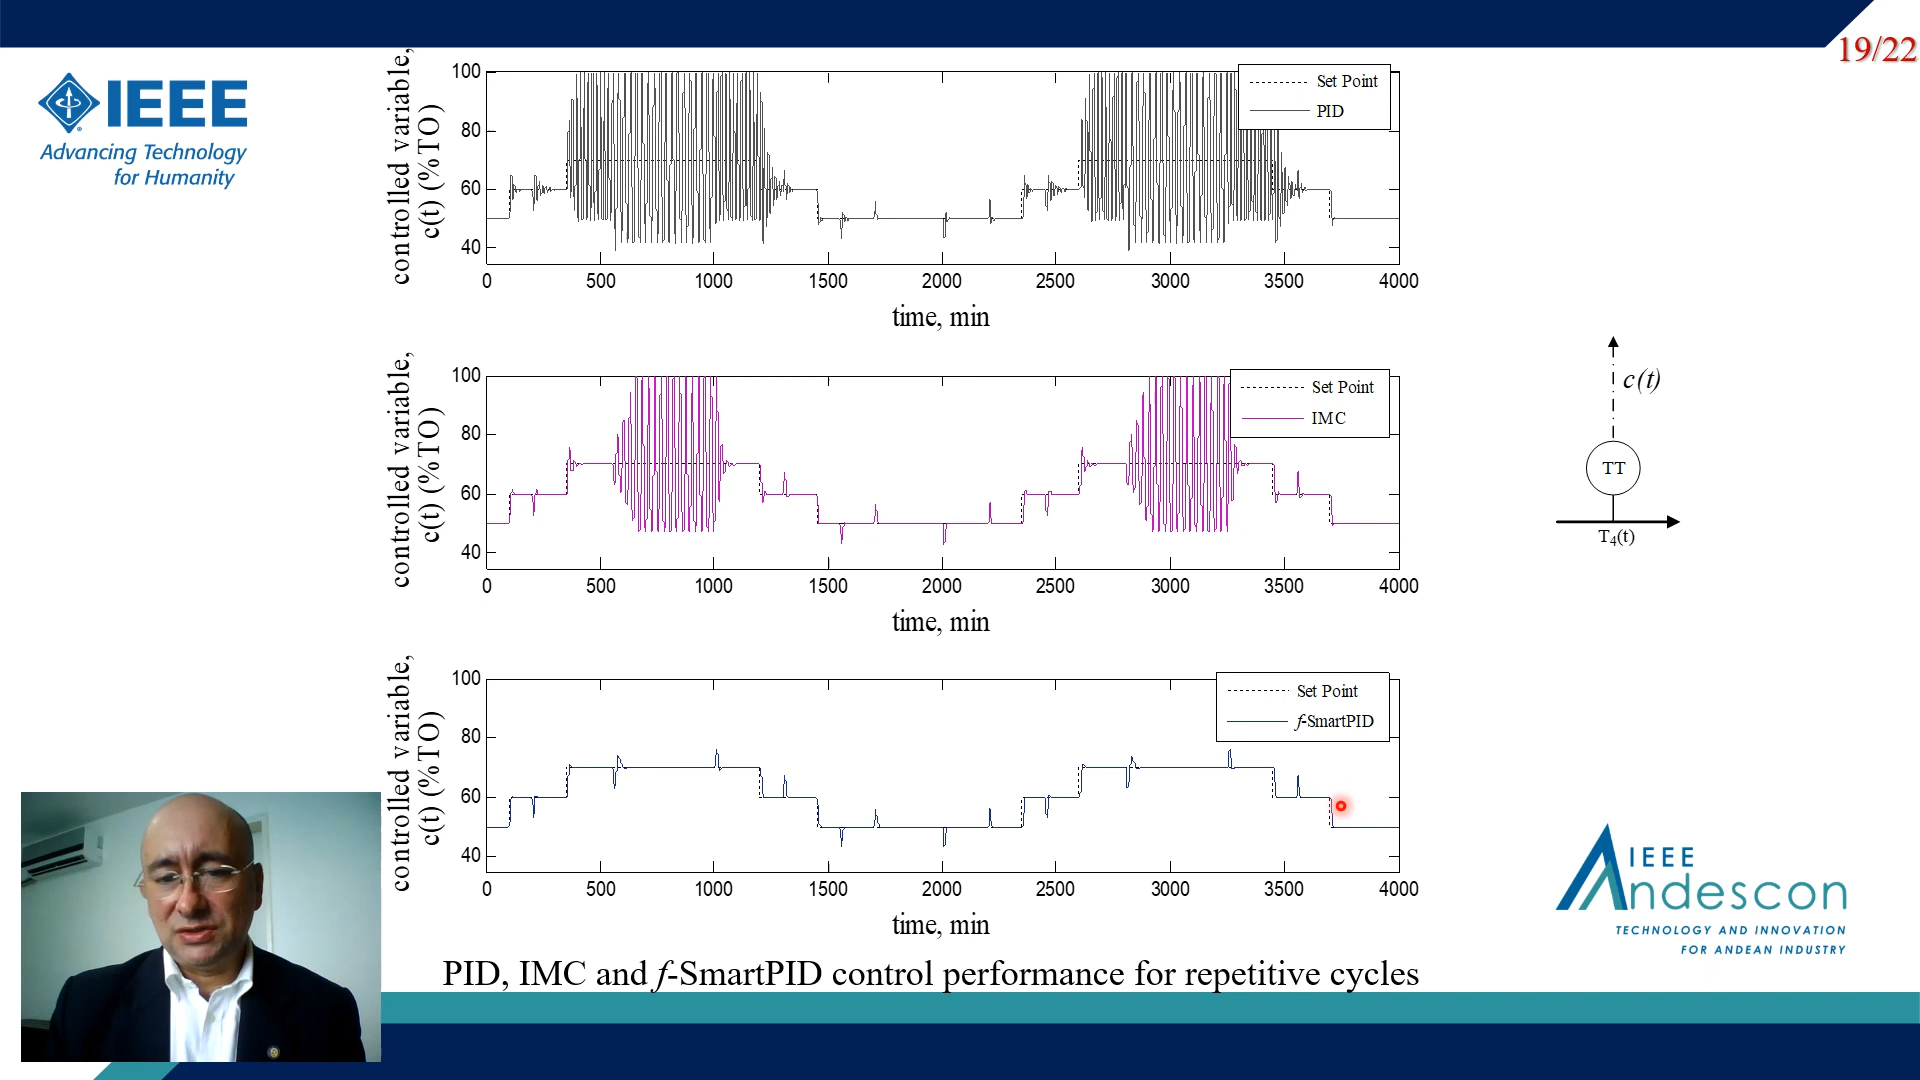 19/22
IEEE
Advancing Technology
for Humanity
controlled variable,
c(t) (%TO)
100
80
60
40
Set Point
PID
0 500 1000 1500 2000 2500 3000 3500 4000
time, min
controlled variable,
c(t) (%TO)
100
80
60
40
Set Point
IMC
0 500 1000 1500 2000 2500 3000 3500 4000
time, min
c(t)
TT
T4(t)
controlled variable,
c(t) (%TO)
100
80
60
40
Set Point
f-SmartPID
0 500 1000 1500 2000 2500 3000 3500 4000
time, min
PID, IMC and f-SmartPID control performance for repetitive cycles
IEEE
Andescon
TECHNOLOGY AND INNOVATION
FOR ANDEAN INDUSTRY